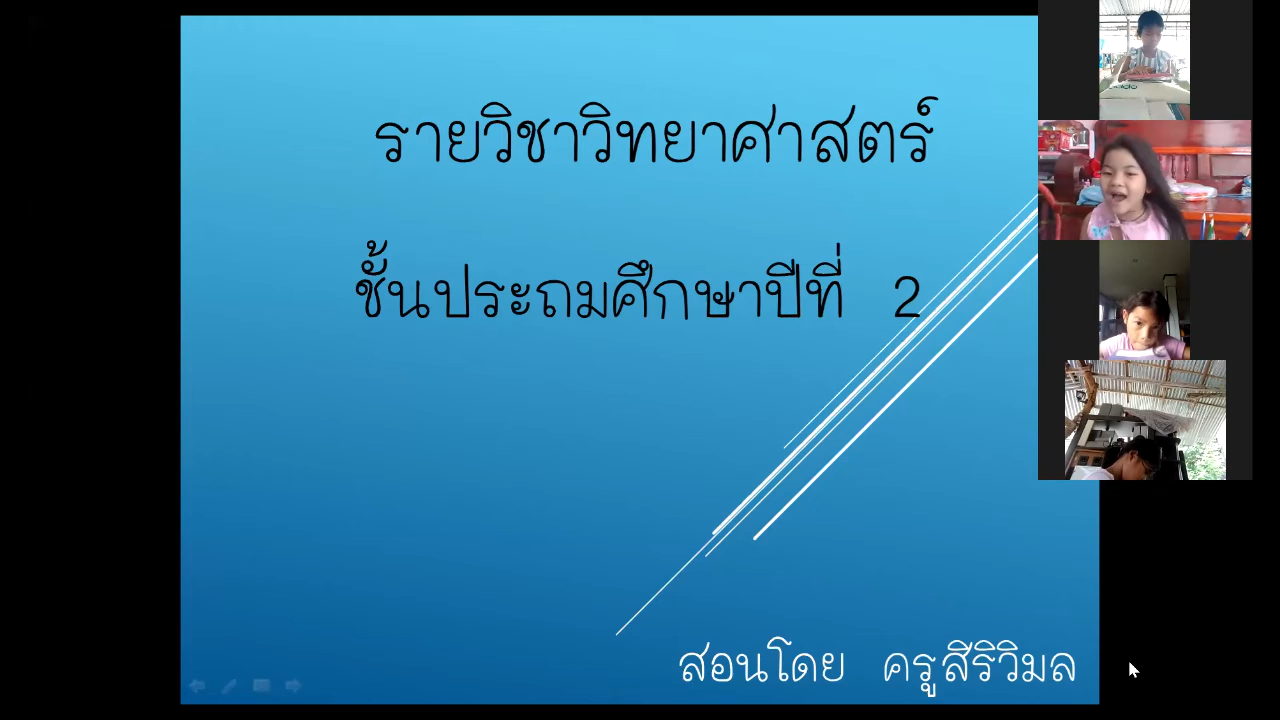 รายวิชาวิทยาศาสตร์
ชั้นประถมศึกษาปีที่ 2
สอนโดย ครูสิริวิมล